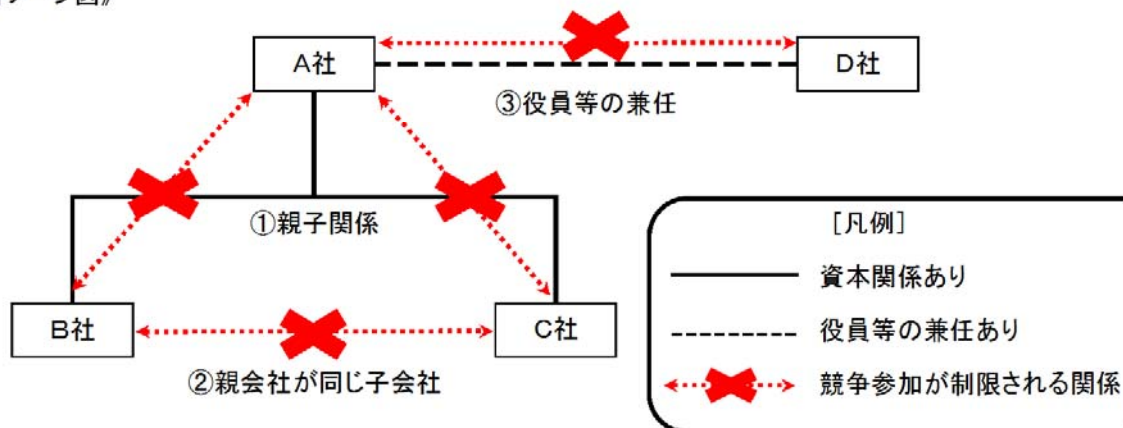 A社
D社
③役員等の兼任
①親子関係
B社
C社
②親会社が同じ子会社
[凡例]
資本関係あり
役員等の兼任あり
競争参加が制限される関係